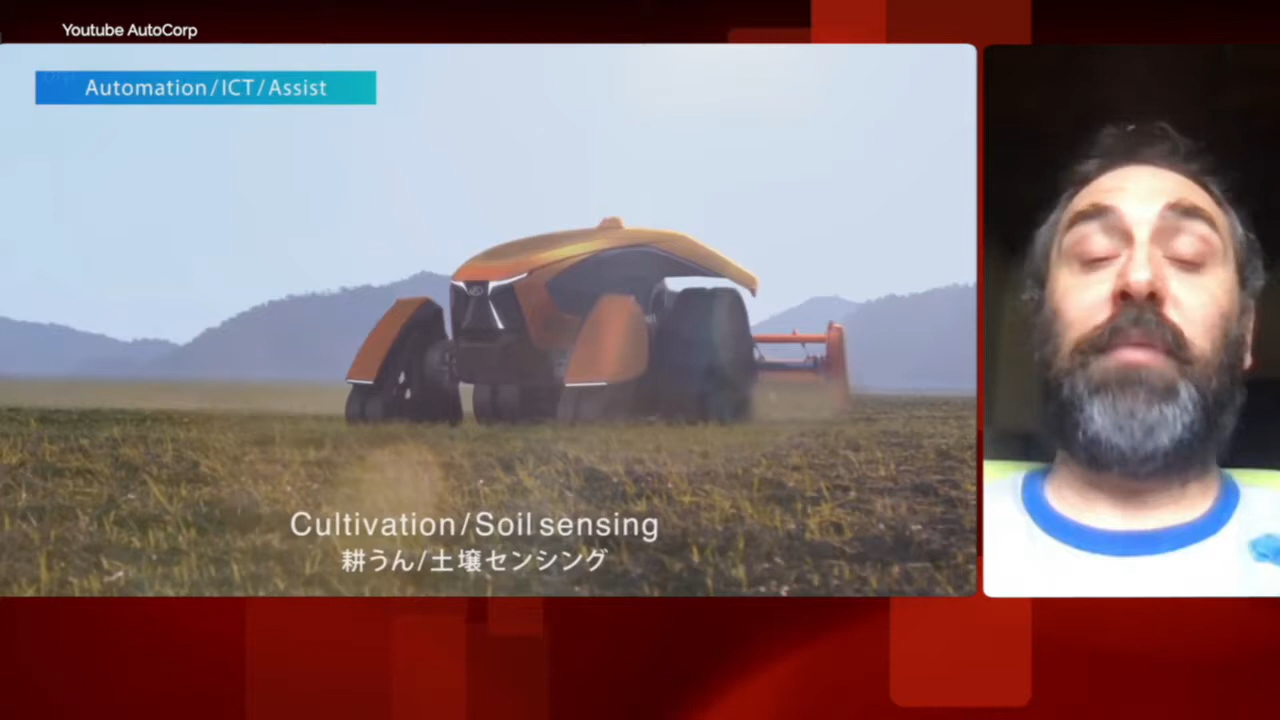 Youtube AutoCorp
Automation/ICT/Assist
Cultivation/Soil sensing
耕うん/土壌センシング